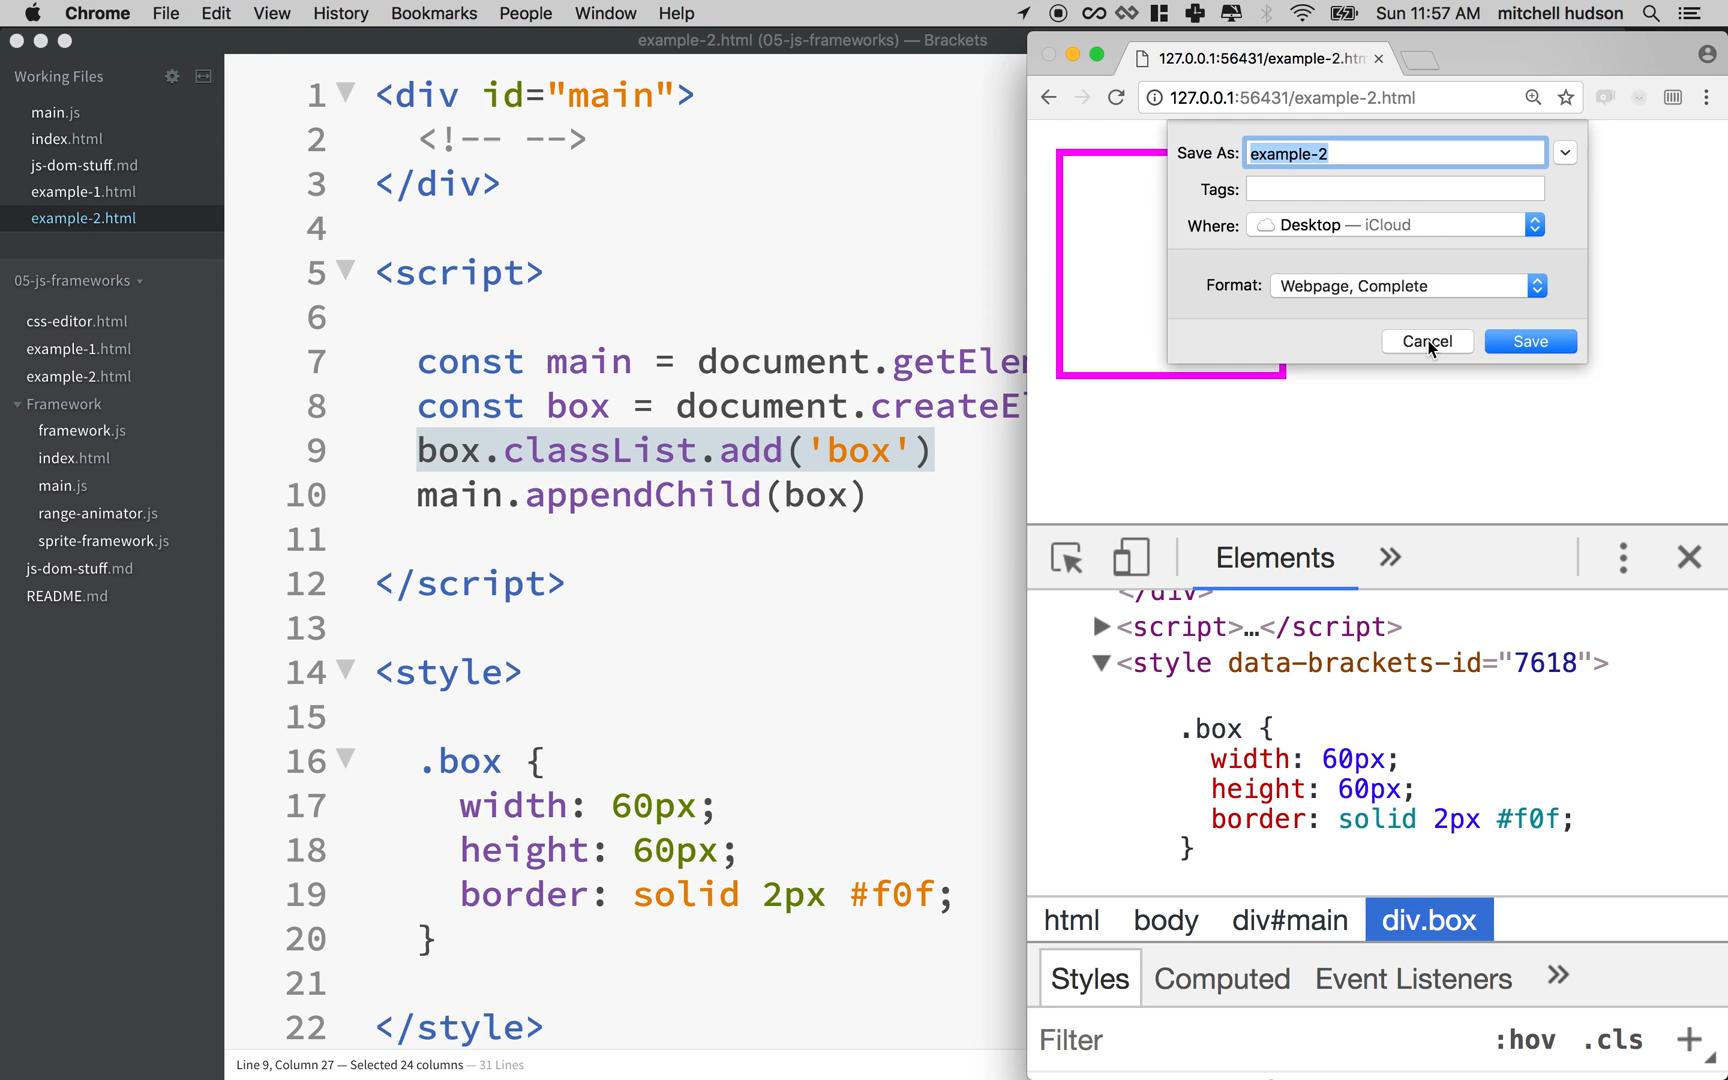 Chrome File Edit View History Bookmarks People Window Help Sun 11:57 AM mitchell hudson
example-2.html (05-js-frameworks) — Brackets
Working Files
main.js
index.html
js-dom-stuff.md
example-1.html
example-2.html
05-js-frameworks
css-editor.html
example-1.html
example-2.html
Framework
framework.js
index.html
main.js
range-animator.js
sprite-framework.js
js-dom-stuff.md
README.md
1 <div id="main">
2 <!-- -->
3 </div>
4
5 <script>
6
7 const main = document.getEle
8 const box = document.createE
9 box.classList.add('box')
10 main.appendChild(box)
11
12 </script>
13
14 <style>
15
16 .box {
17 width: 60px;
18 height: 60px;
19 border: solid 2px #f0f;
20 }
21
22 </style>
Line 9, Column 27 — Selected 24 columns — 31 Lines
127.0.0.1:56431/example-2.htm
127.0.0.1:56431/example-2.html
Save As: example-2
Tags:
Where: Desktop — iCloud
Format: Webpage, Complete
Cancel Save
Elements
</div>
<script>…</script>
<style data-brackets-id="7618">
.box {
width: 60px;
height: 60px;
border: solid 2px #f0f;
}
html body div#main div.box
Styles Computed Event Listeners
Filter :hov .cls